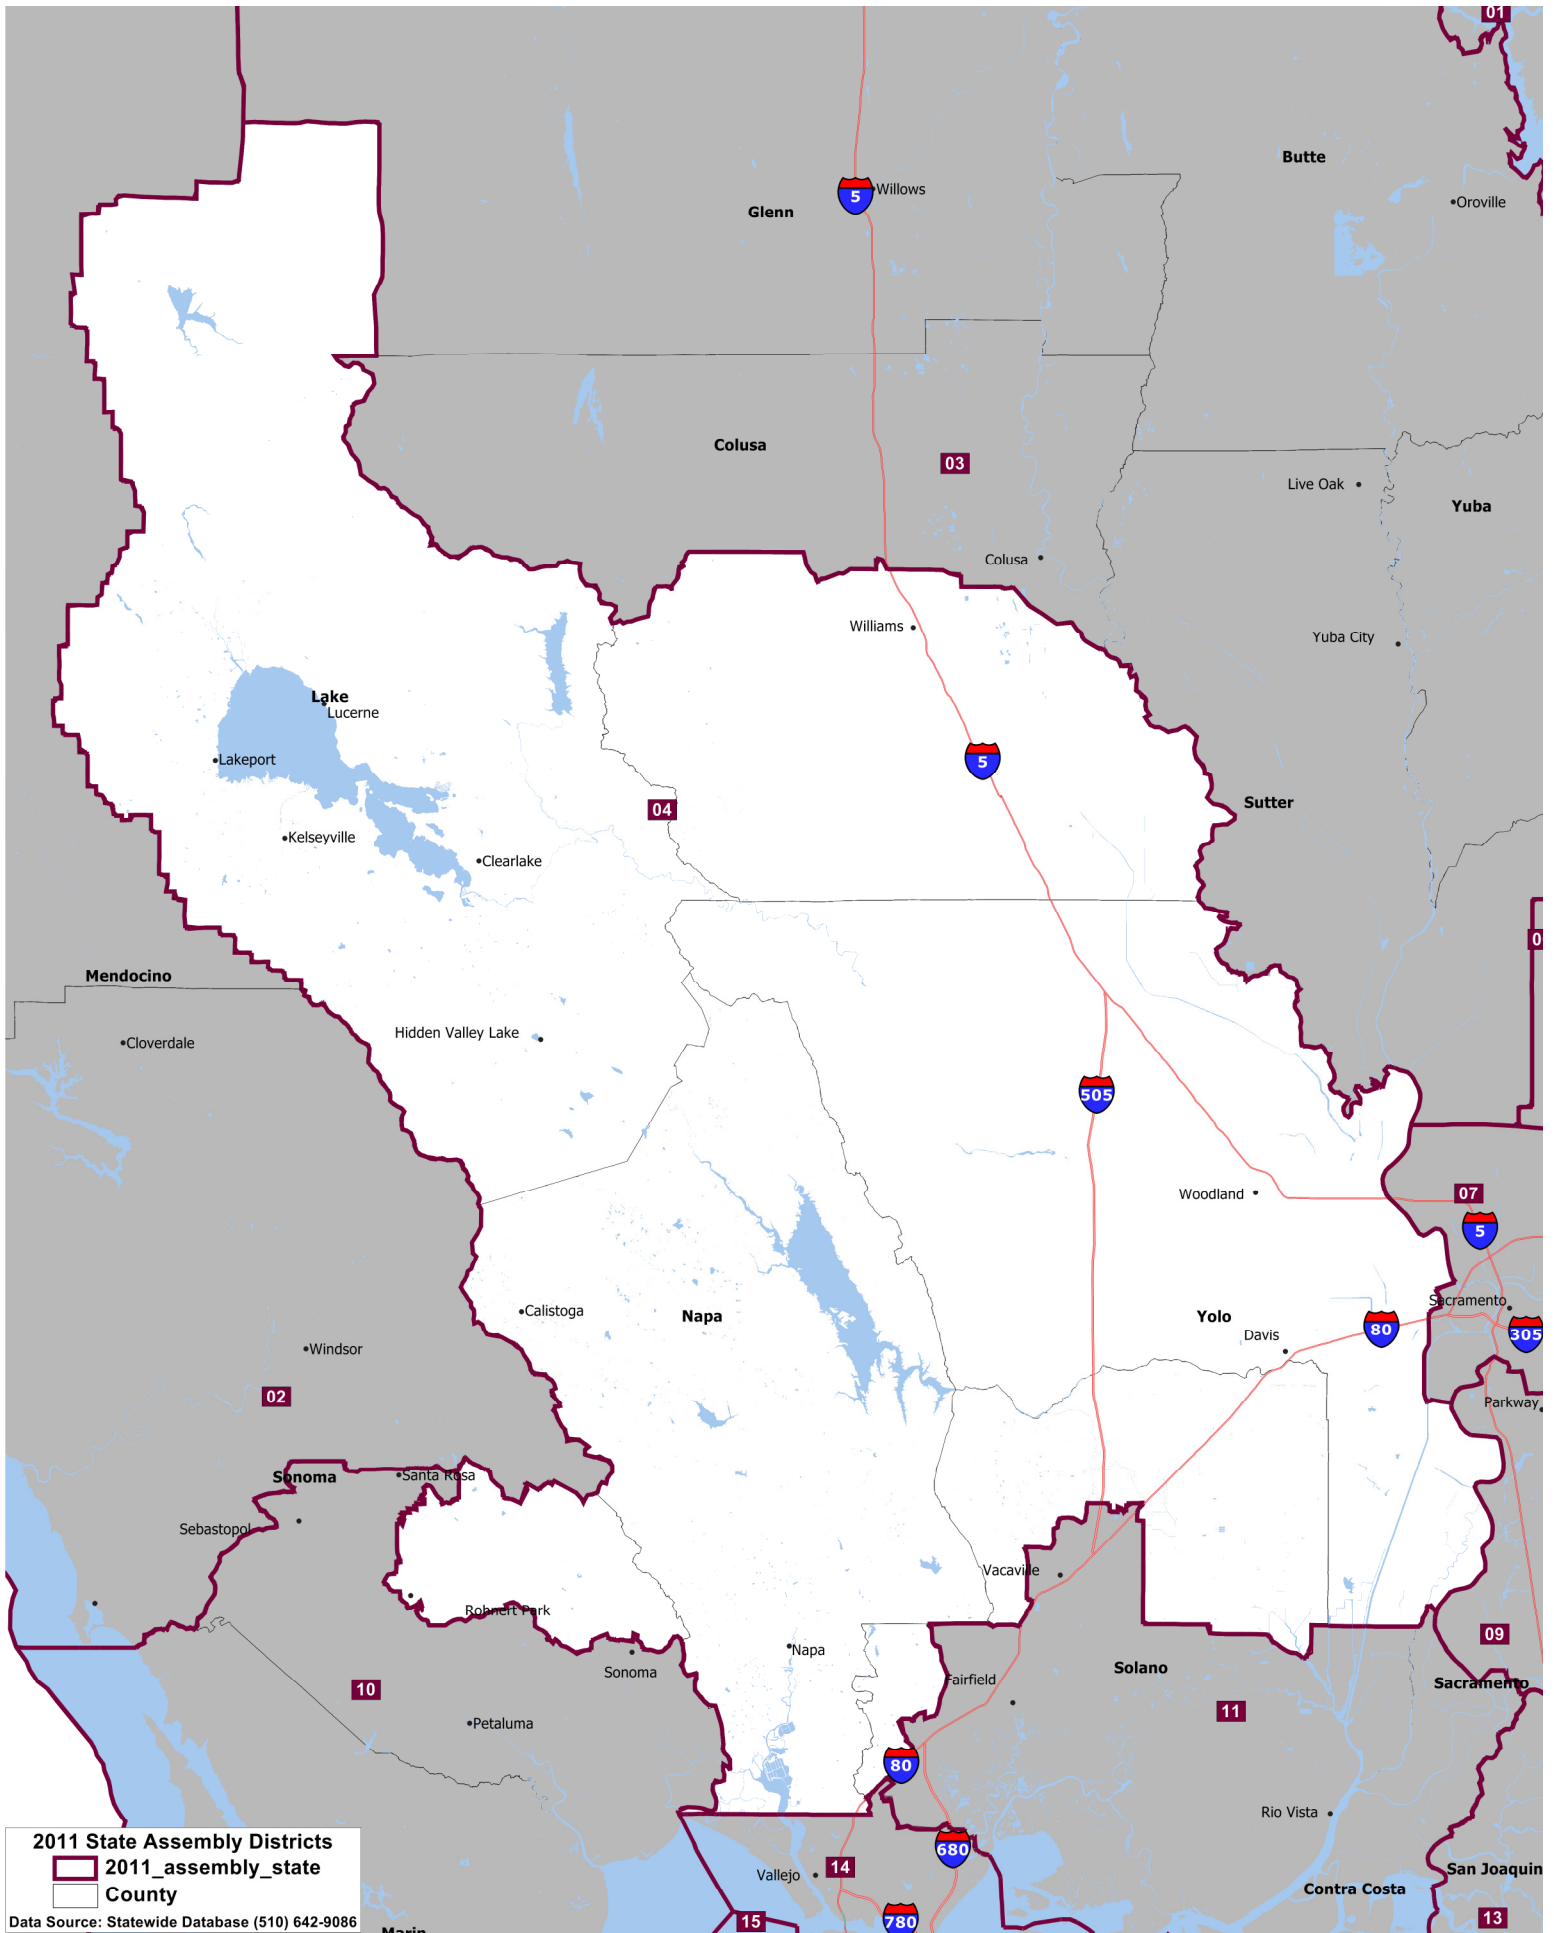 01
Butte
Willows
5
Oroville
Glenn
Colusa
03
Live Oak
Yuba
Colusa
Williams
Yuba City
Lake
Lucerne
Lakeport
5
04
Sutter
Kelseyville
Clearlake
0
Mendocino
Hidden Valley Lake
Cloverdale
505
Woodland
07
5
Calistoga
Napa
Yolo
Sacramento
80
305
Davis
Windsor
02
Parkway
Sonoma
Santa Rosa
Sebastopol
Vacaville
Rohnert Park
09
Napa
Sonoma
Solano
Fairfield
Sacramento
10
11
Petaluma
80
Rio Vista
2011 State Assembly Districts
2011_assembly_state
County
Data Source: Statewide Database (510) 642-9086
680
14
Vallejo
San Joaquin
Contra Costa
15
780
13
Marin